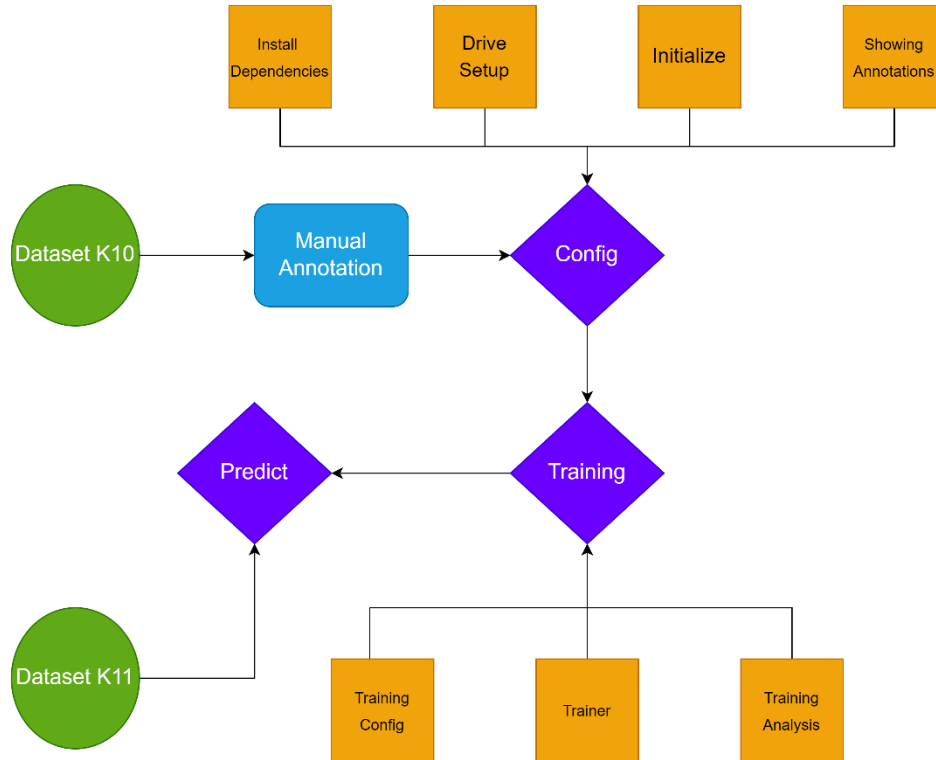 Install
Dependencies
Drive
Setup
Initialize
Showing
Annotations
Dataset K10
Manual
Annotation
Config
Predict
Training
Dataset K11
Training
Config
Trainer
Training
Analysis